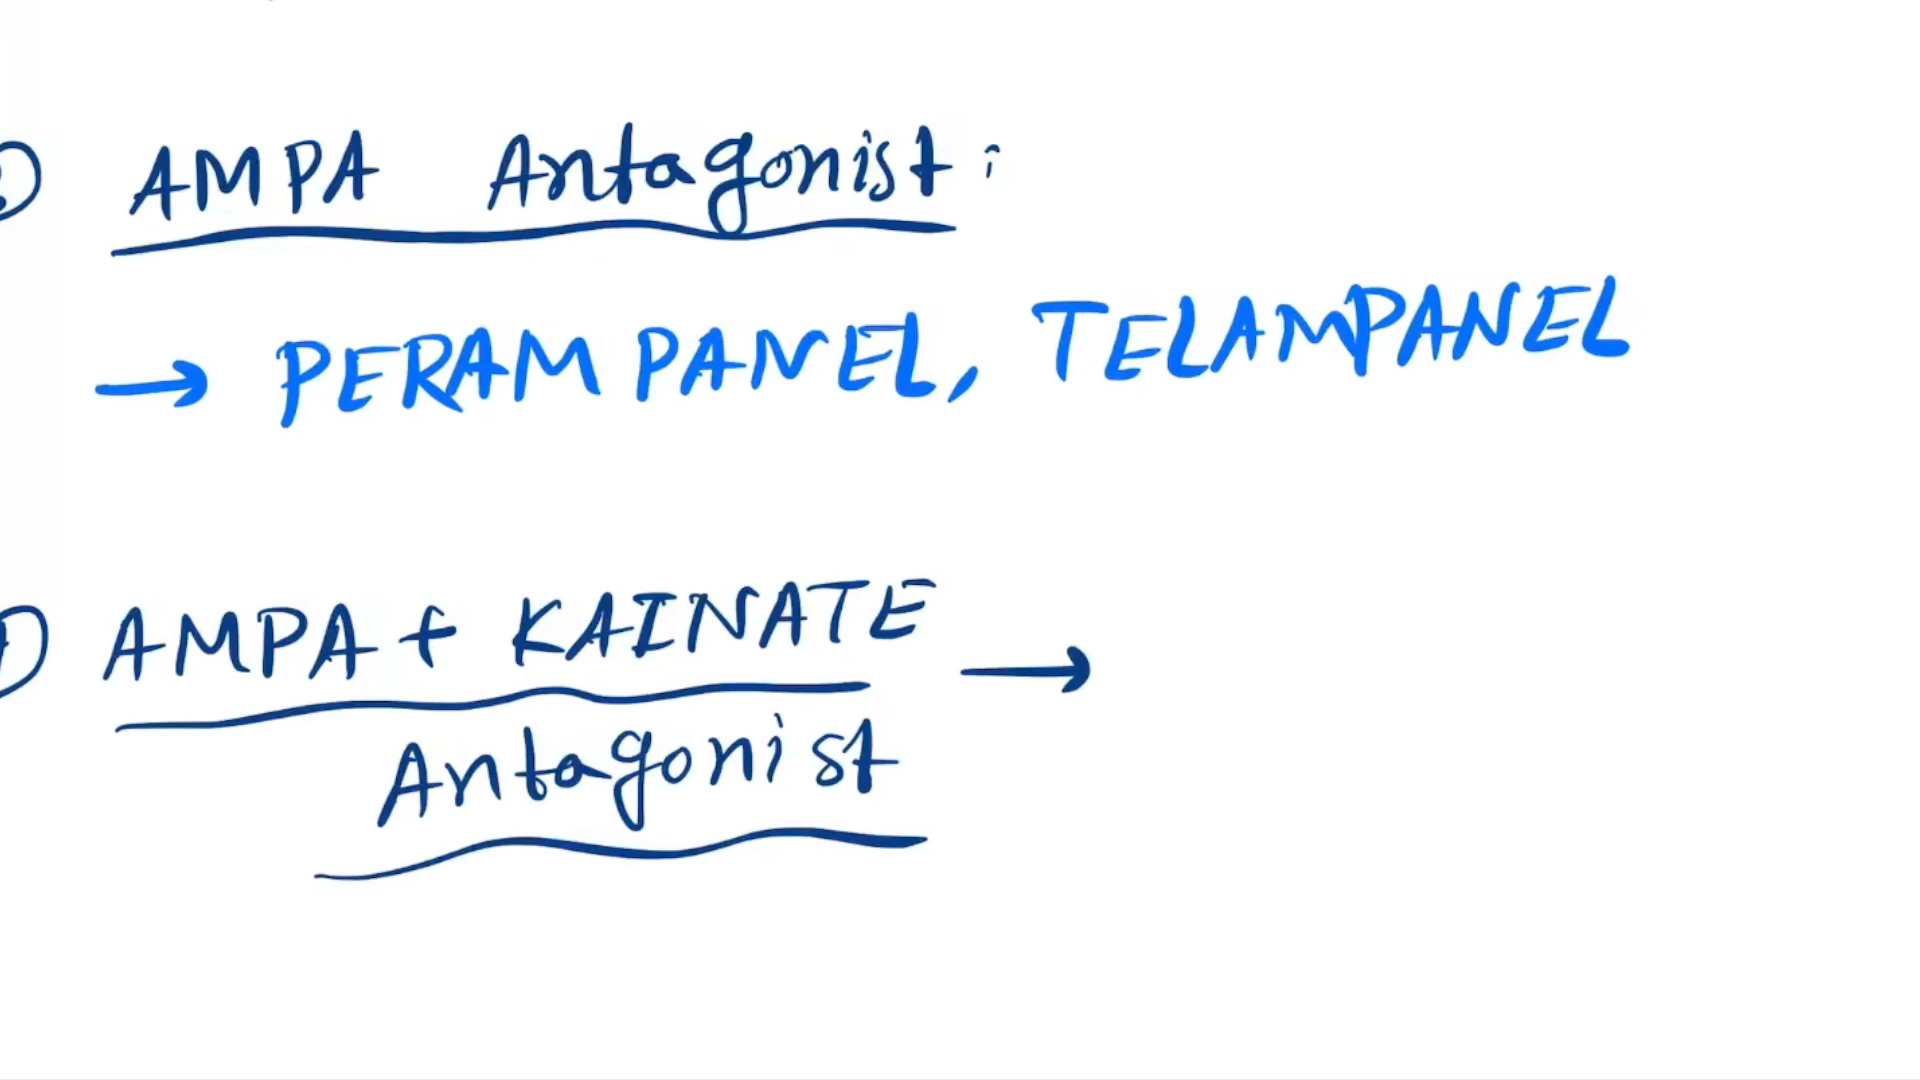 AMPA Antagonist:
→ PERAMPANEL, TELAMPANEL
AMPA + KAINATE →
Antagonist